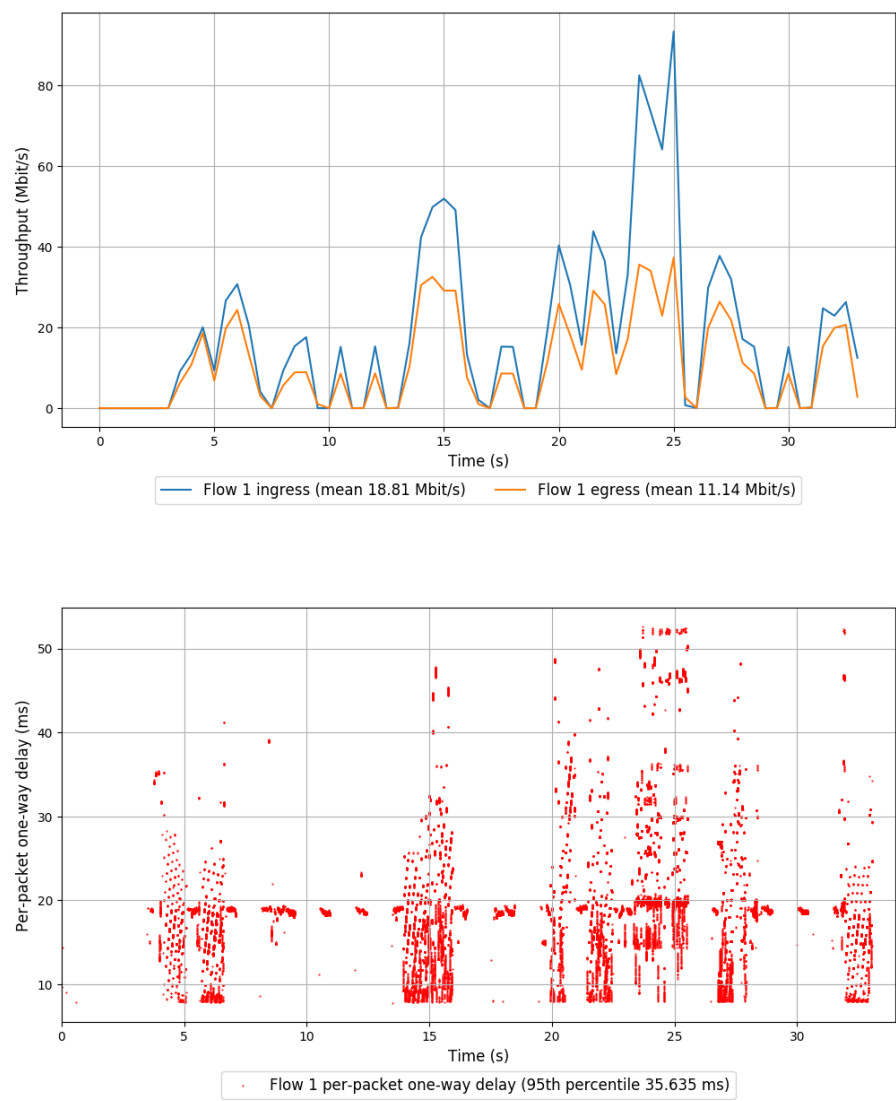 80
60
40
20
0
Throughput (Mbit/s)
0 5 10 15 20 25 30
Time (s)
Flow 1 ingress (mean 18.81 Mbit/s) Flow 1 egress (mean 11.14 Mbit/s)
50
40
30
20
10
Per-packet one-way delay (ms)
0 5 10 15 20 25 30
Time (s)
Flow 1 per-packet one-way delay (95th percentile 35.635 ms)